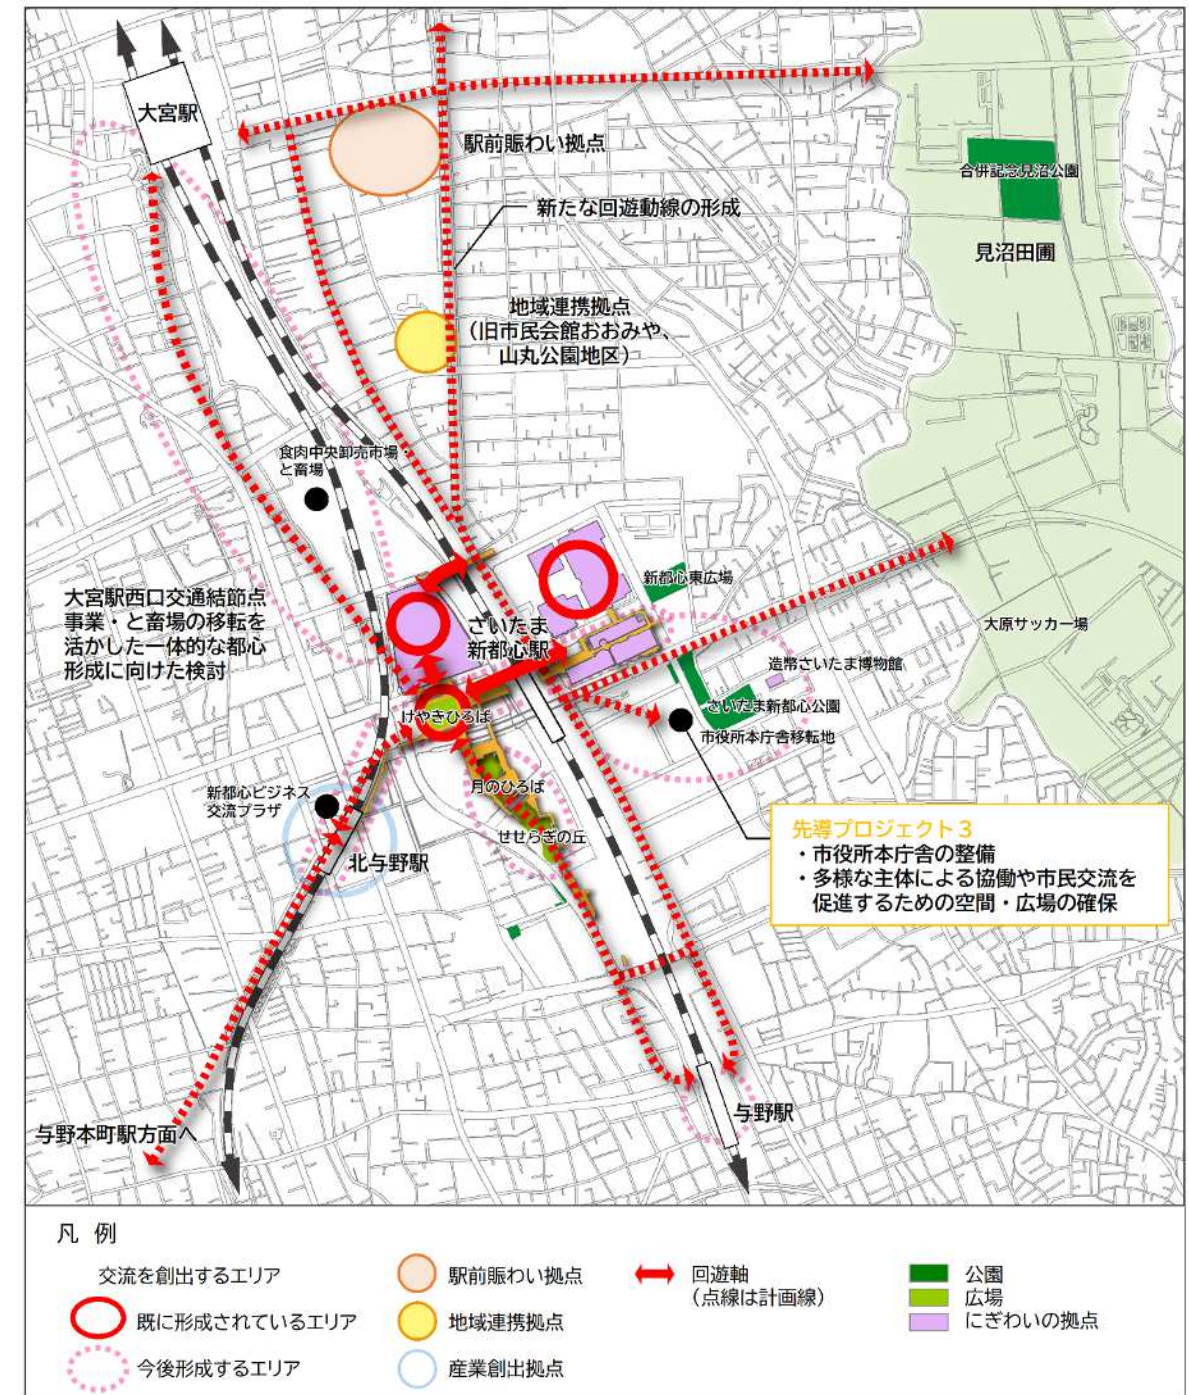 大宮駅
駅前賑わい拠点
合併記念見沼公園
新たな回遊動線の形成
見沼田圃
地域連携拠点
（旧市民会館おおみや、
山丸公園地区）
食肉中央卸売市場
と畜場
新都心東広場
大宮駅西口交通結節点
事業・と畜場の移転を
活かした一体的な都心
形成に向けた検討
さいたま
新都心駅
大原サッカー場
造幣さいたま博物館
さいたま新都心公園
けやきひろば
市役所本庁舎移転地
月のひろば
新都心ビジネス
交流プラザ
せせらぎの丘
北与野駅
先導プロジェクト３
・市役所本庁舎の整備
・多様な主体による協働や市民交流を
促進するための空間・広場の確保
与野駅
与野本町駅方面へ
凡 例
交流を創出するエリア
既に形成されているエリア
今後形成するエリア
駅前賑わい拠点
地域連携拠点
産業創出拠点
回遊軸
（点線は計画線）
公園
広場
にぎわいの拠点